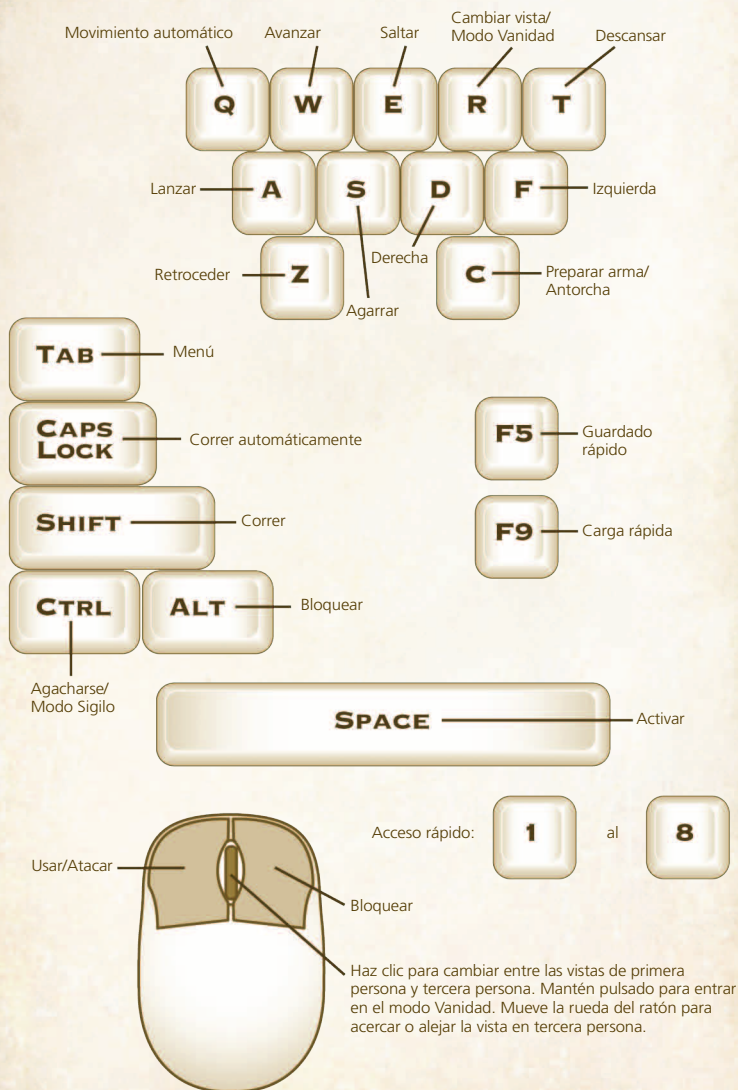 Cambiar vista/
Modo Vanidad
Movimiento automático
Avanzar
Saltar
Descansar
Q
W
E
R
T
Lanzar
A
S
D
F
Izquierda
Retroceder
Z
Derecha
Agarrar
C
Preparar arma/
Antorcha
TAB
Menú
CAPS
LOCK
Correr automáticamente
F5
Guardado
rápido
SHIFT
Correr
F9
Carga rápida
CTRL
ALT
Bloquear
Agacharse/
Modo Sigilo
SPACE
Activar
Acceso rápido:
1
al
8
Usar/Atacar
Bloquear
Haz clic para cambiar entre las vistas de primera
persona y tercera persona. Mantén pulsado para entrar
en el modo Vanidad. Mueve la rueda del ratón para
acercar o alejar la vista en tercera persona.